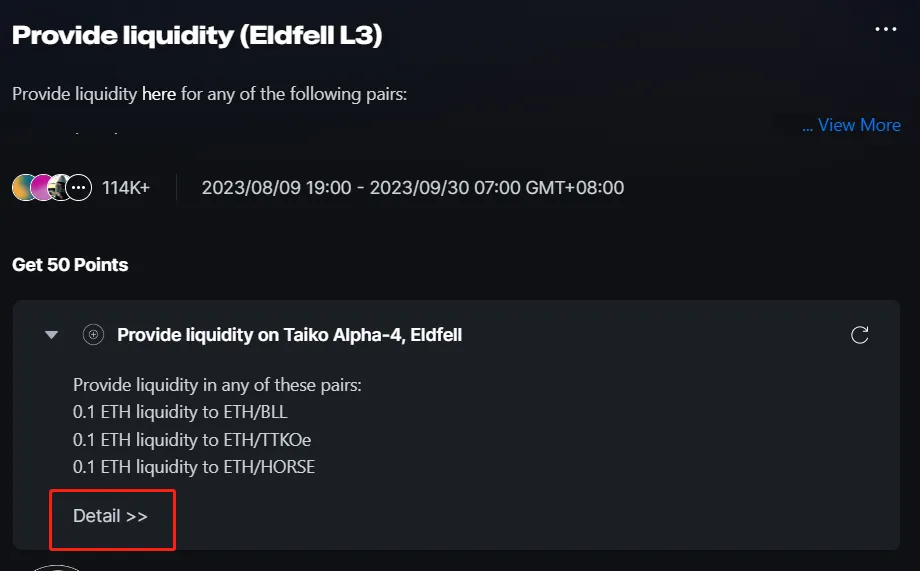 Provide liquidity (Eldfell L3)
Provide liquidity here for any of the following pairs:
... View More
114K+
2023/08/09 19:00 - 2023/09/30 07:00 GMT+08:00
Get 50 Points
Provide liquidity on Taiko Alpha-4, Eldfell
Provide liquidity in any of these pairs:
0.1 ETH liquidity to ETH/BLL
0.1 ETH liquidity to ETH/TTKOe
0.1 ETH liquidity to ETH/HORSE
Detail >>